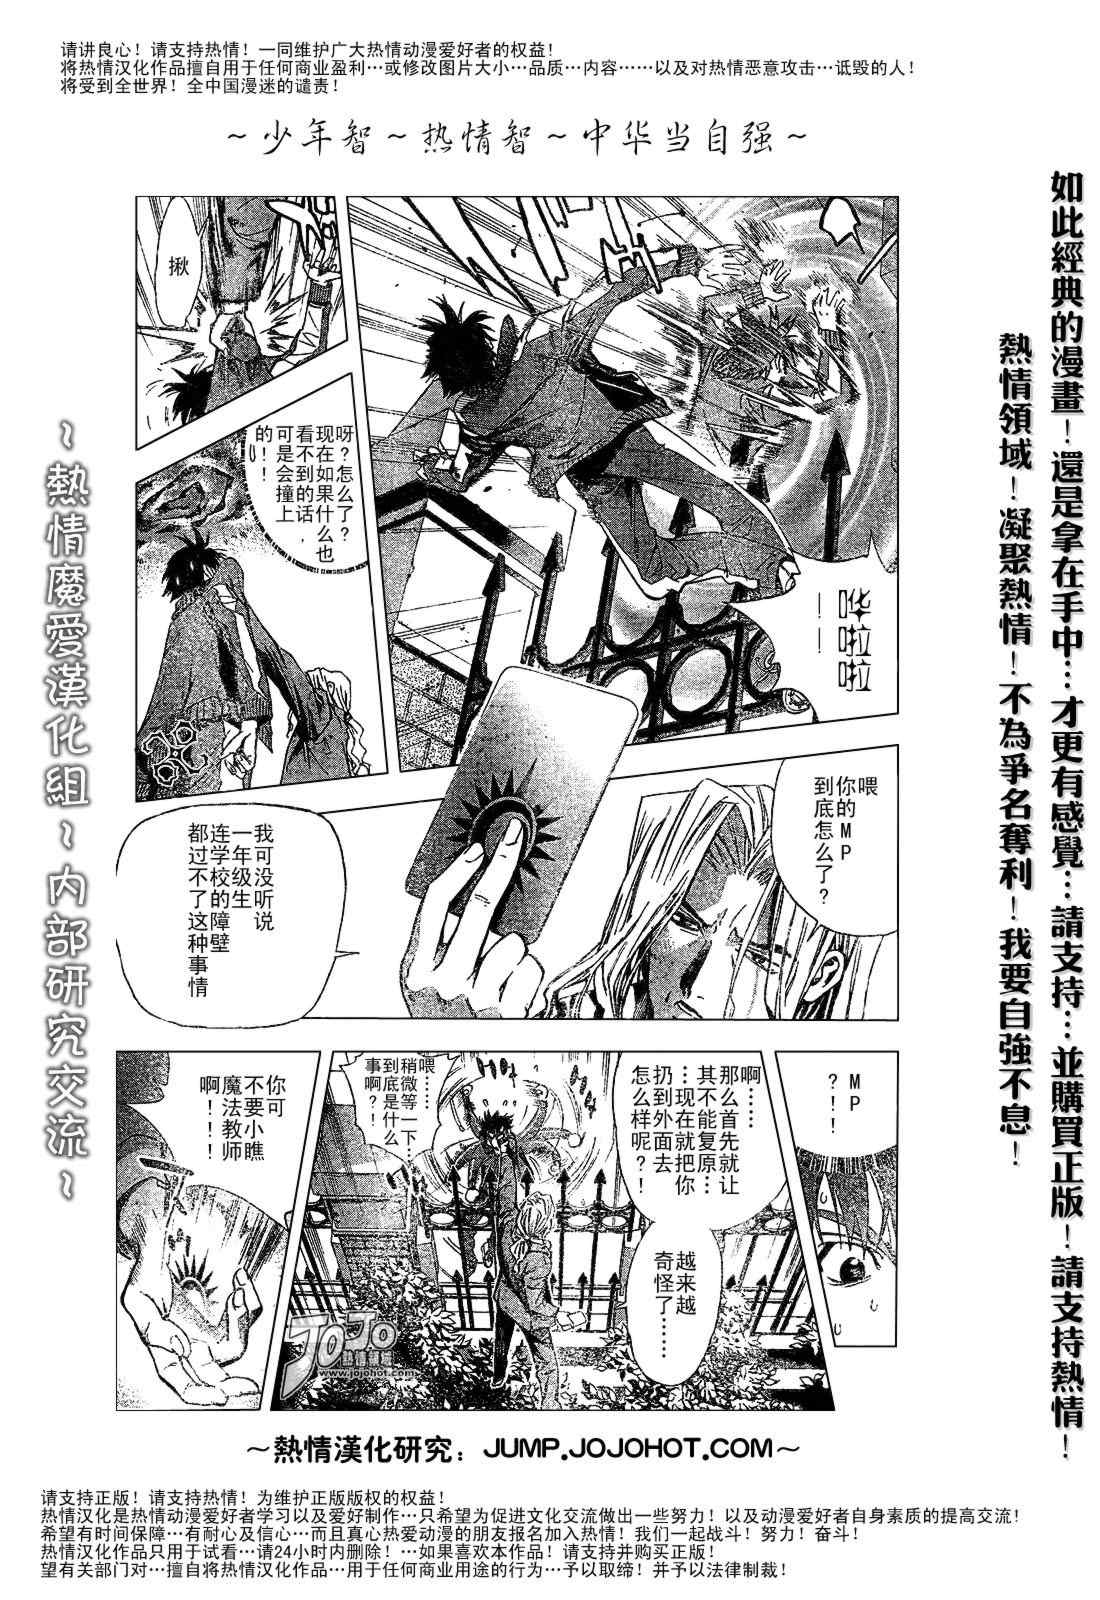 请讲良心！请支持热情！一同维护广大热情动漫爱好者的权益！
将热情汉化作品擅自用于任何商业盈利…或修改图片大小…品质…内容……以及对热情恶意攻击…诋毁的人！
将受到全世界！全中国漫迷的谴责！
～少年智～热情智～中华当自强～
如此經典的漫畫！還是拿在手中…才更有感覺…請支持…並購買正版！請支持熱情！
熱情領域！凝聚熱情！不為爭名奪利！我要自強不息！
～熱情魔愛漢化組～内部研究交流～
哗啦啦
！！
揪
呀？怎么了？
现在如果什么也
看不到的话，
可是会撞上
的！！
喂
你的MP
到底怎么了？
我可没听说
一年级生
连学校的障壁
都过不了这种事情
MP
？！！
啊……
那么首先就让
其不能复原…
…现在就把你
扔到外面去
怎么样呢？！
越来越
奇怪了……
喂……
稍微等一下…
到底是什么
事啊？！
你可
不要小瞧
魔法教师
啊！！！
JOJO
熱情領域
www.jojohot.com
～熱情漢化研究：JUMP.JOJOHOT.COM～
请支持正版！请支持热情！为维护正版版权的权益！
热情汉化是热情动漫爱好者学习以及爱好制作…只希望为促进文化交流做出一些努力！以及动漫爱好者自身素质的提高交流！
希望有时间保障…有耐心及信心…而且真心热爱动漫的朋友报名加入热情！我们一起战斗！努力！奋斗！
热情汉化作品只用于试看…请24小时内删除！…如果喜欢本作品！请支持并购买正版！
望有关部门对…擅自将热情汉化作品…用于任何商业用途的行为…予以取缔！并予以法律制裁！